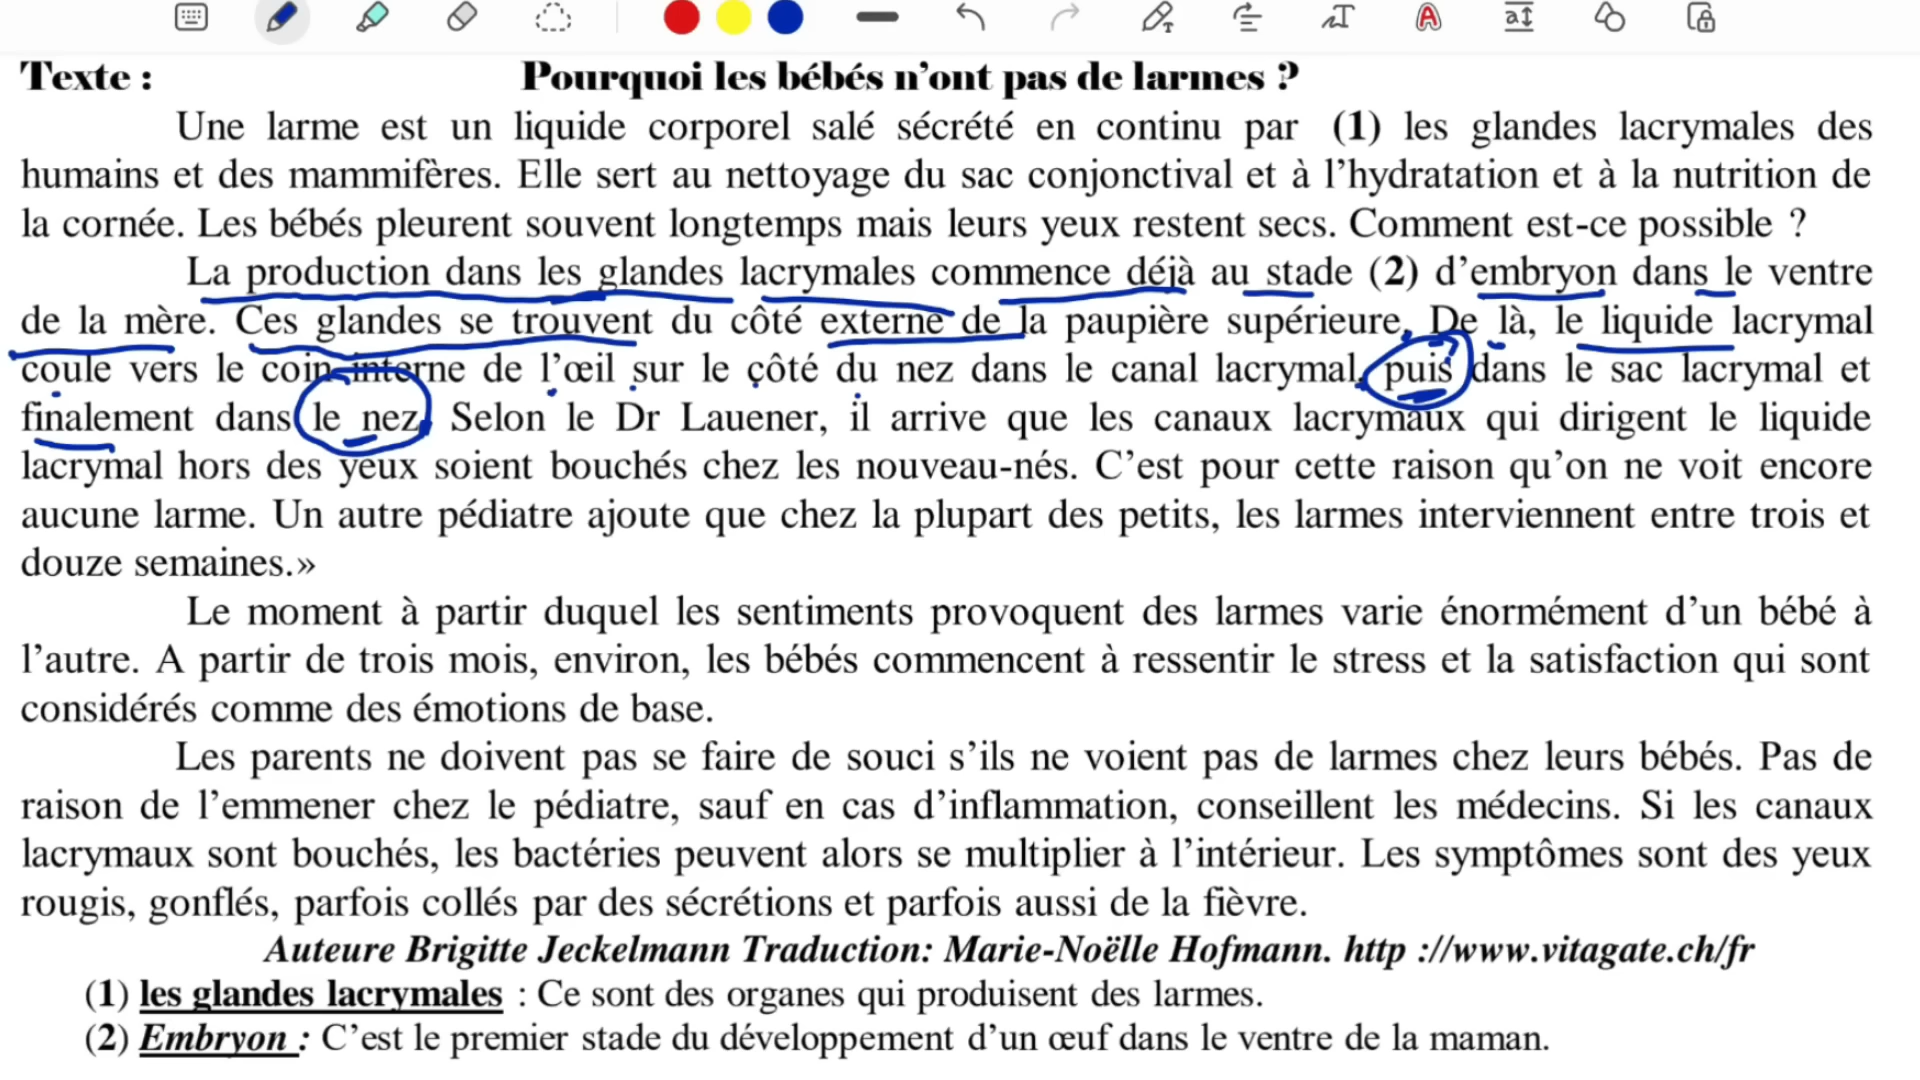 Texte : Pourquoi les bébés n’ont pas de larmes ?
Une larme est un liquide corporel salé sécrété en continu par (1) les glandes lacrymales des
humains et des mammifères. Elle sert au nettoyage du sac conjonctival et à l’hydratation et à la nutrition de
la cornée. Les bébés pleurent souvent longtemps mais leurs yeux restent secs. Comment est-ce possible ?
La production dans les glandes lacrymales commence déjà au stade (2) d’embryon dans le ventre
de la mère. Ces glandes se trouvent du côté externe de la paupière supérieure. De là, le liquide lacrymal
coule vers le coin interne de l’œil sur le côté du nez dans le canal lacrymal, puis dans le sac lacrymal et
finalement dans le nez. Selon le Dr Lauener, il arrive que les canaux lacrymaux qui dirigent le liquide
lacrymal hors des yeux soient bouchés chez les nouveau-nés. C’est pour cette raison qu’on ne voit encore
aucune larme. Un autre pédiatre ajoute que chez la plupart des petits, les larmes interviennent entre trois et
douze semaines.»
Le moment à partir duquel les sentiments provoquent des larmes varie énormément d’un bébé à
l’autre. A partir de trois mois, environ, les bébés commencent à ressentir le stress et la satisfaction qui sont
considérés comme des émotions de base.
Les parents ne doivent pas se faire de souci s’ils ne voient pas de larmes chez leurs bébés. Pas de
raison de l’emmener chez le pédiatre, sauf en cas d’inflammation, conseillent les médecins. Si les canaux
lacrymaux sont bouchés, les bactéries peuvent alors se multiplier à l’intérieur. Les symptômes sont des yeux
rougis, gonflés, parfois collés par des sécrétions et parfois aussi de la fièvre.
Auteure Brigitte Jeckelmann Traduction: Marie-Noëlle Hofmann. http ://www.vitagate.ch/fr
(1) les glandes lacrymales : Ce sont des organes qui produisent des larmes.
(2) Embryon : C’est le premier stade du développement d’un œuf dans le ventre de la maman.